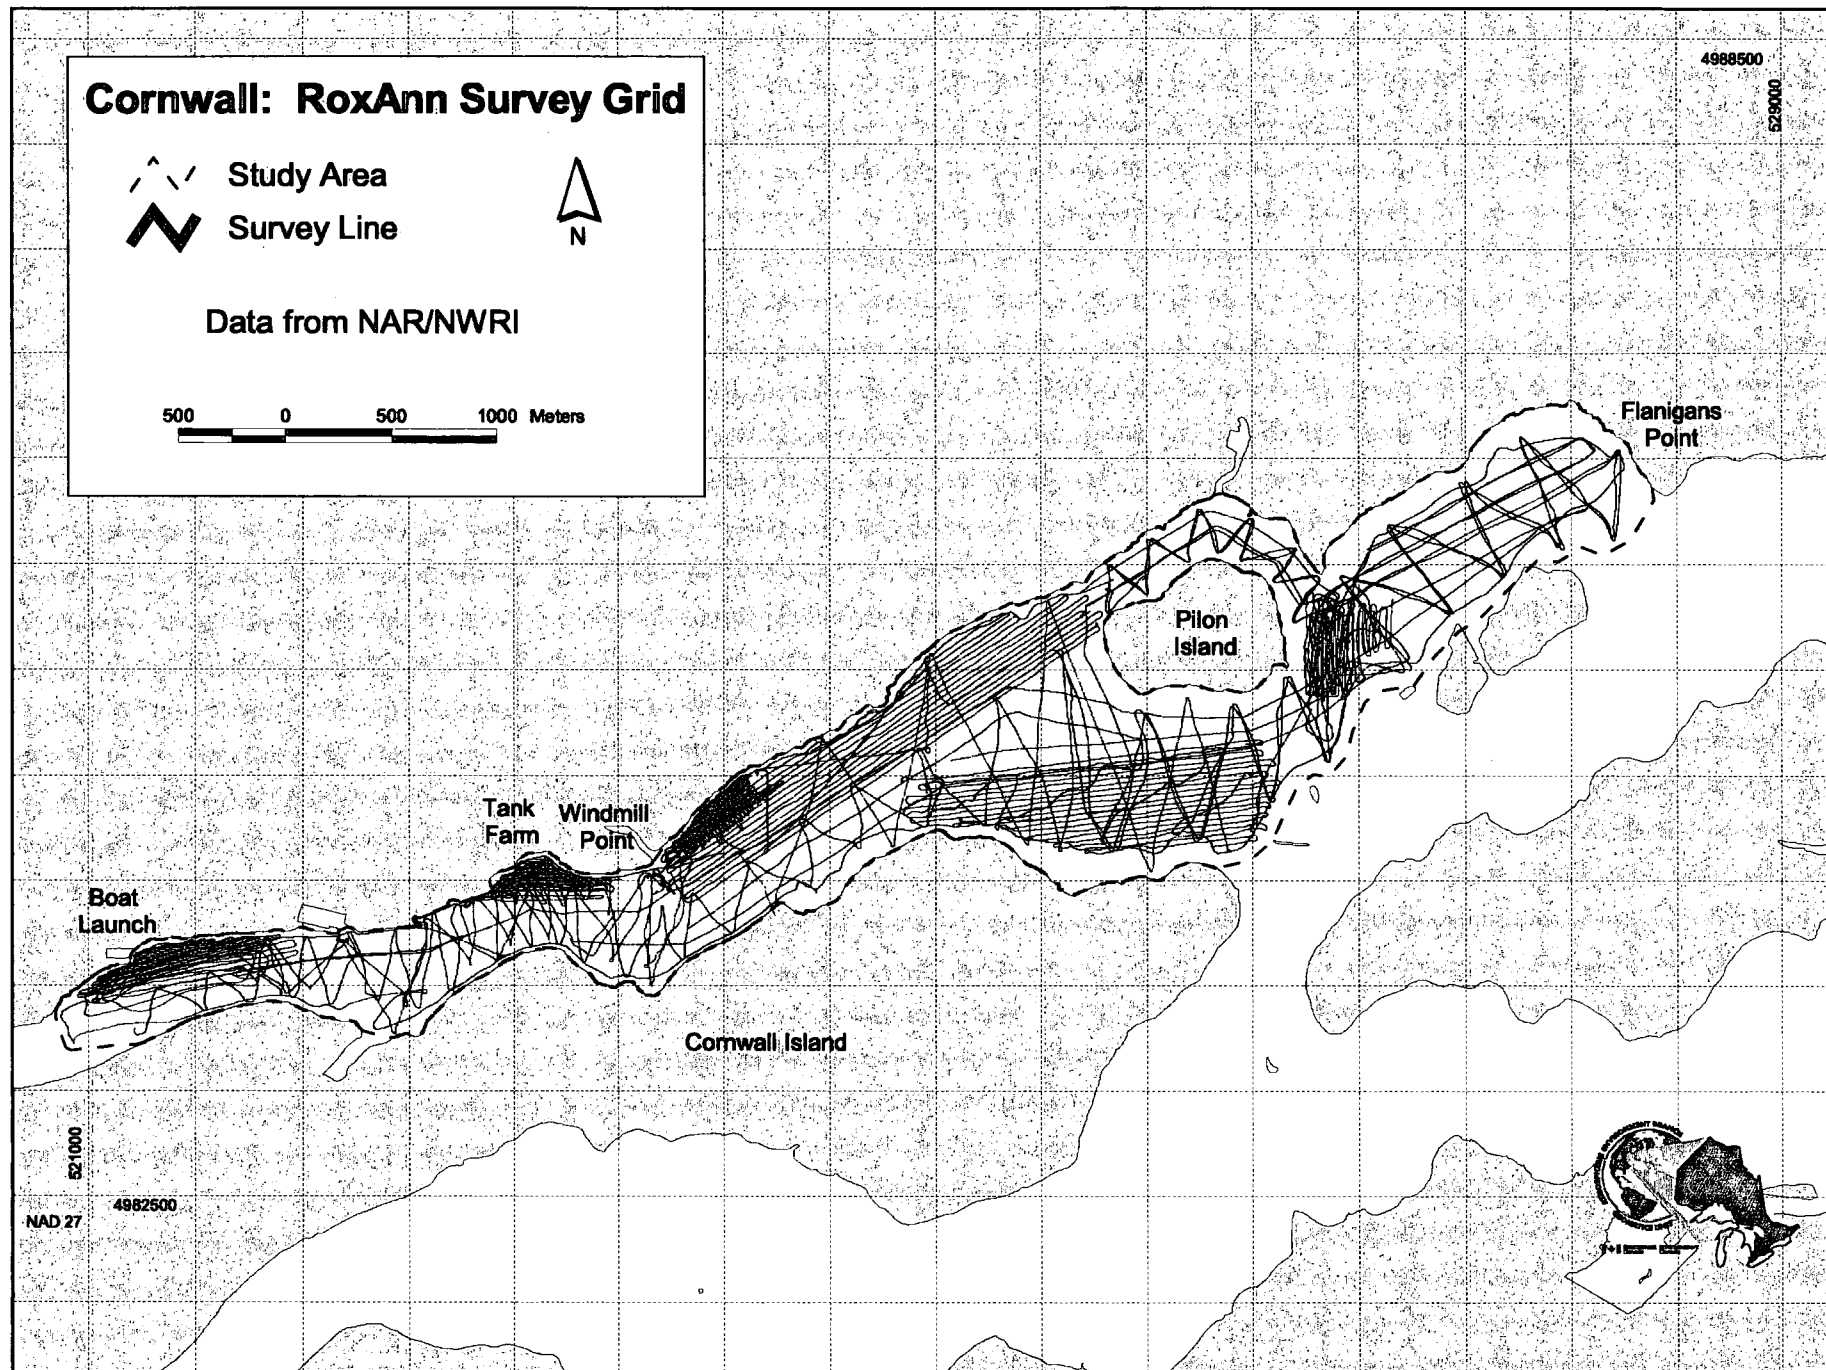 4988500
529000
Cornwall: RoxAnn Survey Grid
Study Area
Survey Line
N
Data from NAR/NWRI
500 0 500 1000 Meters
Flanigans
Point
Pilon
Island
Tank
Farm
Windmill
Point
Boat
Launch
Cornwall Island
521000
4982500
NAD 27